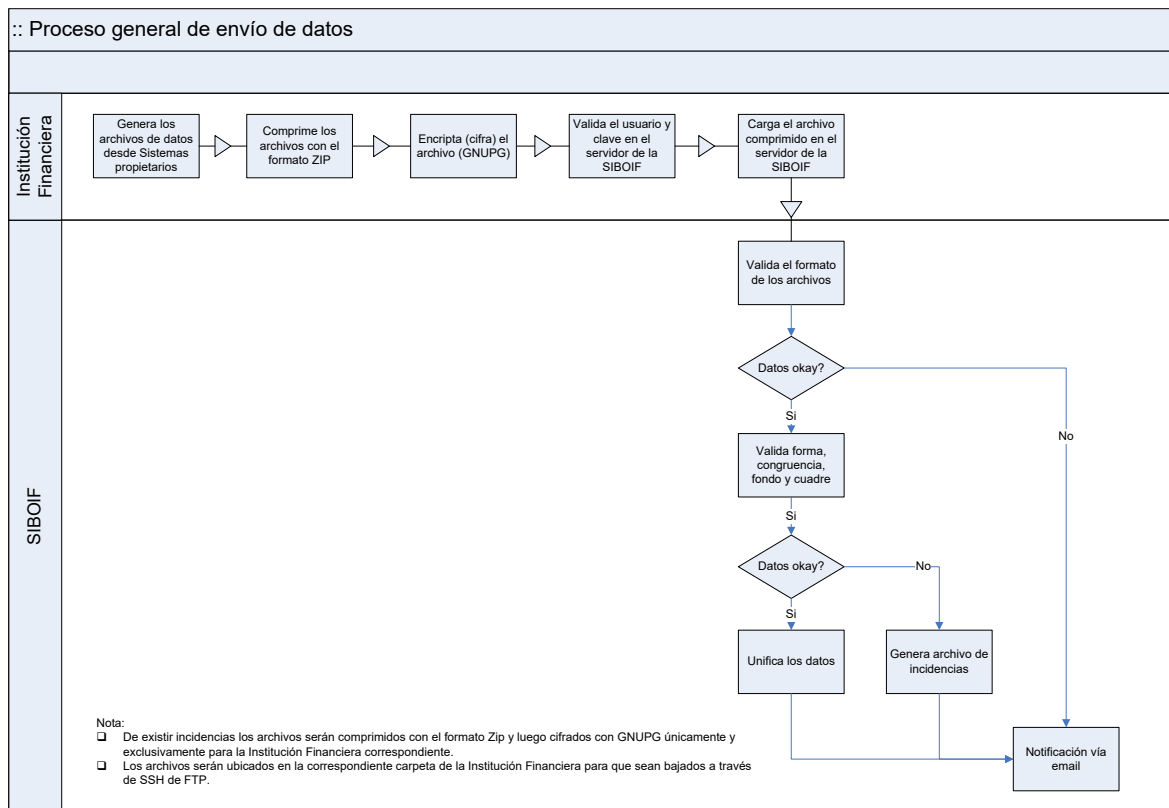 :: Proceso general de envío de datos
Institución
Financiera
Genera los
archivos de datos
desde Sistemas
propietarios
Comprime los
archivos con el
formato ZIP
Encripta (cifra) el
archivo (GNUPG)
Valida el usuario y
clave en el
servidor de la
SIBOIF
Carga el archivo
comprimido en el
servidor de la
SIBOIF
SIBOIF
Valida el formato
de los archivos
Datos okay?
Si
No
Valida forma,
congruencia,
fondo y cuadre
Si
Datos okay?
No
Si
Unifica los datos
Genera archivo de
incidencias
Notificación vía
email
Nota:
De existir incidencias los archivos serán comprimidos con el formato Zip y luego cifrados con GNUPG únicamente y
exclusivamente para la Institución Financiera correspondiente.
Los archivos serán ubicados en la correspondiente carpeta de la Institución Financiera para que sean bajados a través
de SSH de FTP.